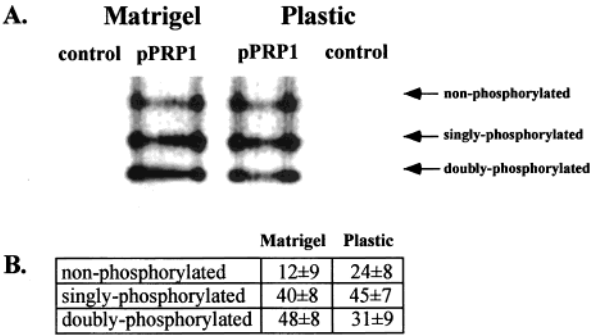 A.
Matrigel Plastic
control pPRP1 pPRP1 control
non-phosphorylated
singly-phosphorylated
doubly-phosphorylated
B.
Matrigel Plastic
non-phosphorylated 12±9 24±8
singly-phosphorylated 40±8 45±7
doubly-phosphorylated 48±8 31±9